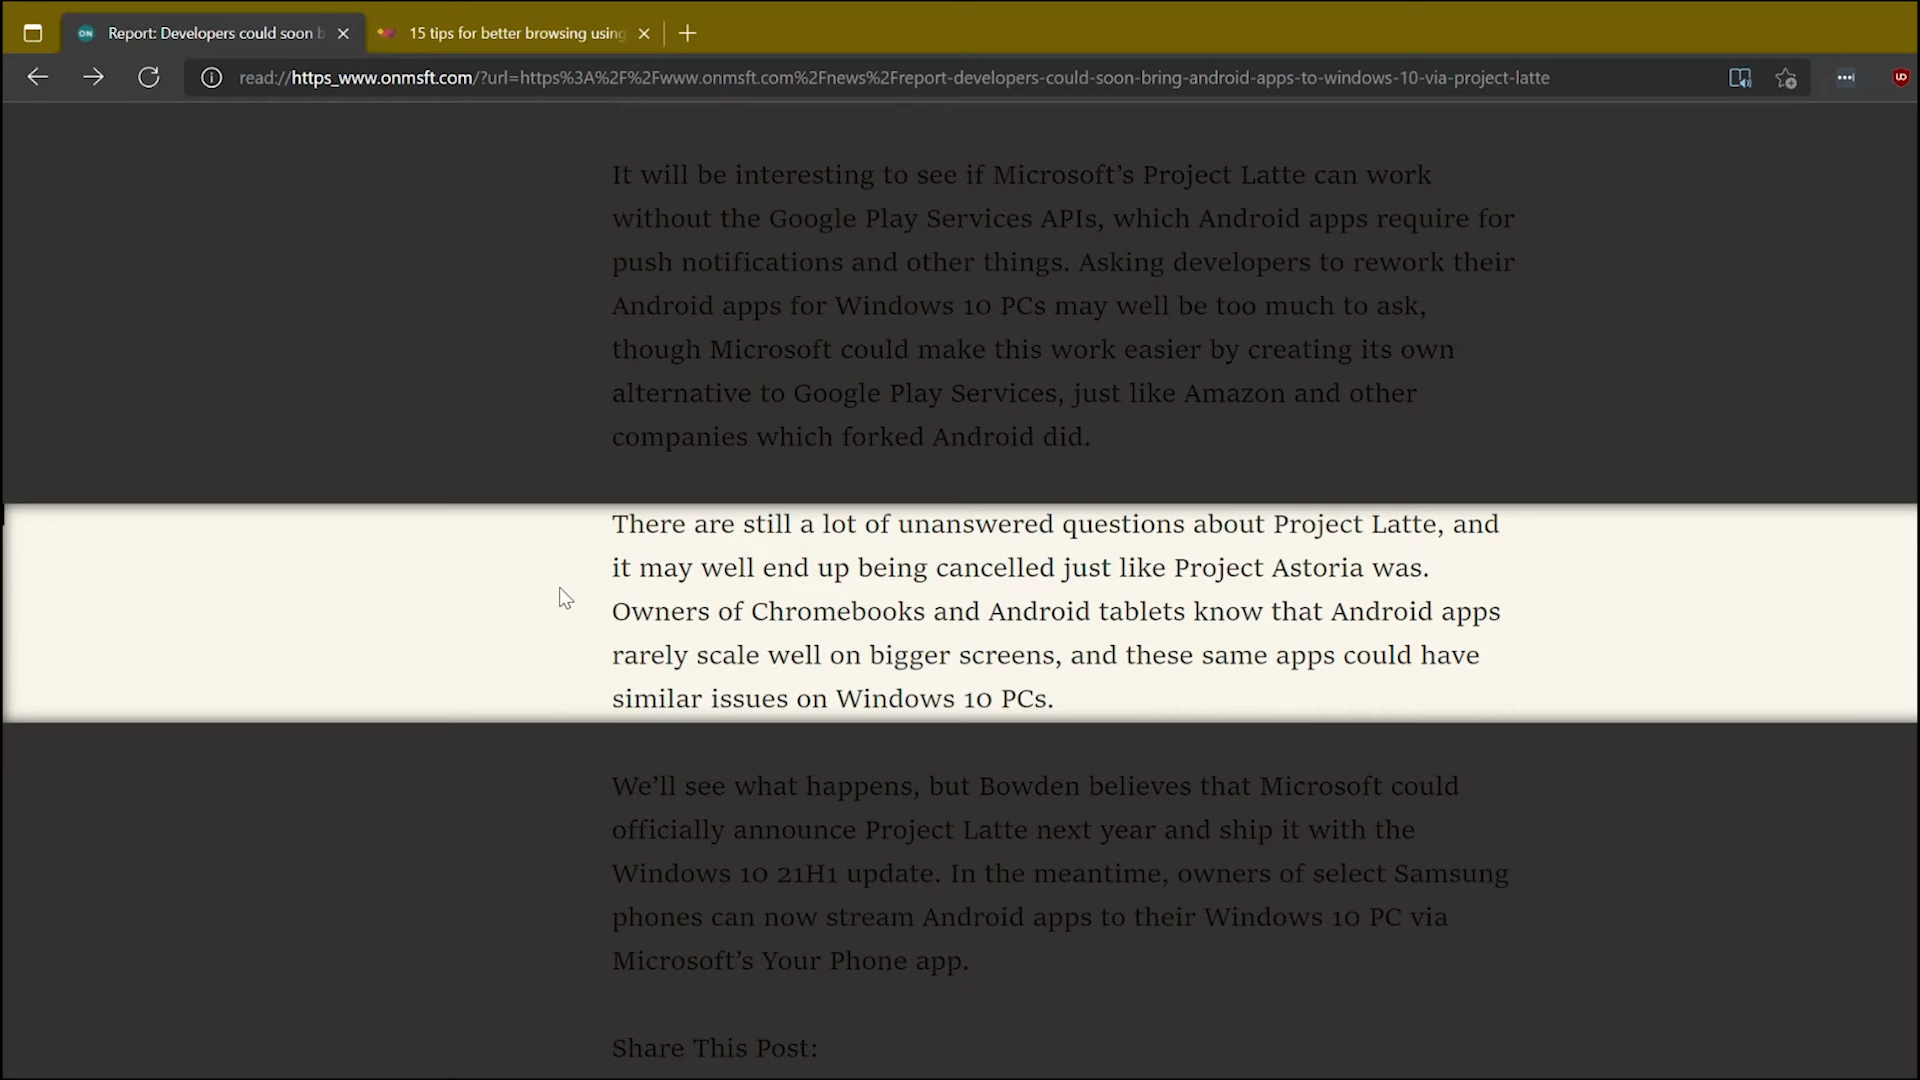 Report: Developers could soon b
15 tips for better browsing using
read://https_www.onmsft.com/?url=https%3A%2F%2Fwww.onmsft.com%2Fnews%2Freport-developers-could-soon-bring-android-apps-to-windows-10-via-project-latte
It will be interesting to see if Microsoft’s Project Latte can work
without the Google Play Services APIs, which Android apps require for
push notifications and other things. Asking developers to rework their
Android apps for Windows 10 PCs may well be too much to ask,
though Microsoft could make this work easier by creating its own
alternative to Google Play Services, just like Amazon and other
companies which forked Android did.
There are still a lot of unanswered questions about Project Latte, and
it may well end up being cancelled just like Project Astoria was.
Owners of Chromebooks and Android tablets know that Android apps
rarely scale well on bigger screens, and these same apps could have
similar issues on Windows 10 PCs.
We’ll see what happens, but Bowden believes that Microsoft could
officially announce Project Latte next year and ship it with the
Windows 10 21H1 update. In the meantime, owners of select Samsung
phones can now stream Android apps to their Windows 10 PC via
Microsoft’s Your Phone app.
Share This Post: